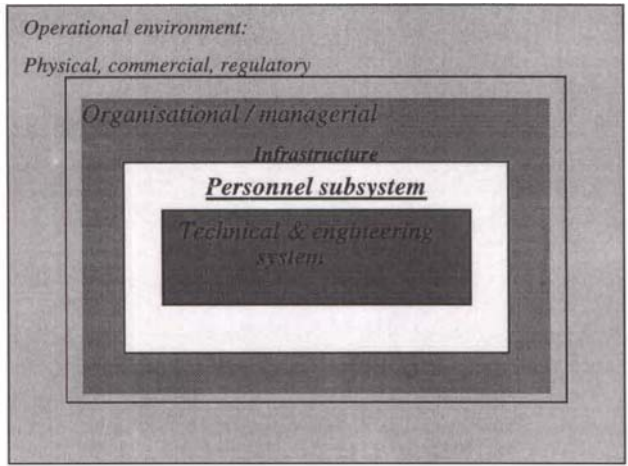 Operational environment:
Physical, commercial, regulatory
Organisational / managerial
Infrastructure
Personnel subsystem
Technical & engineering
system